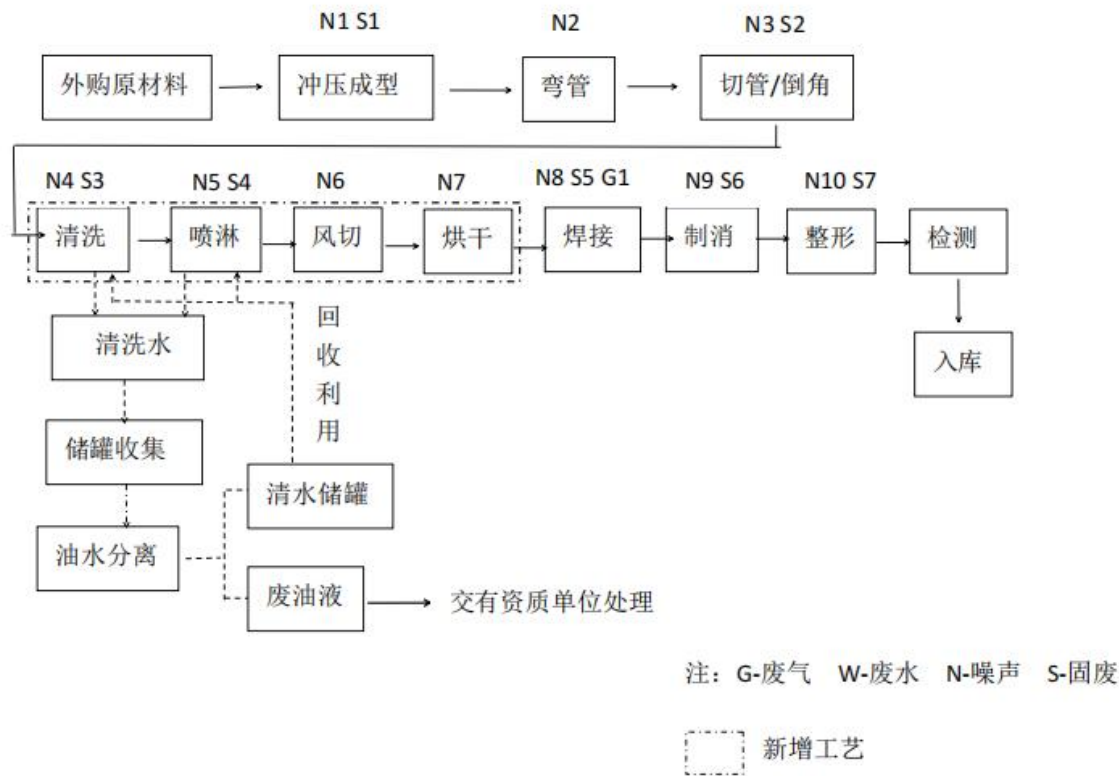 N1 S1 N2 N3 S2
外购原材料 冲压成型 弯管 切管/倒角
N4 S3 N5 S4 N6 N7 N8 S5 G1 N9 S6 N10 S7
清洗 喷淋 风切 烘干 焊接 制消 整形 检测
回
收
利
用
清洗水 入库
储罐收集
清水储罐
油水分离
废油液 交有资质单位处理
注：G-废气 W-废水 N-噪声 S-固废
新增工艺